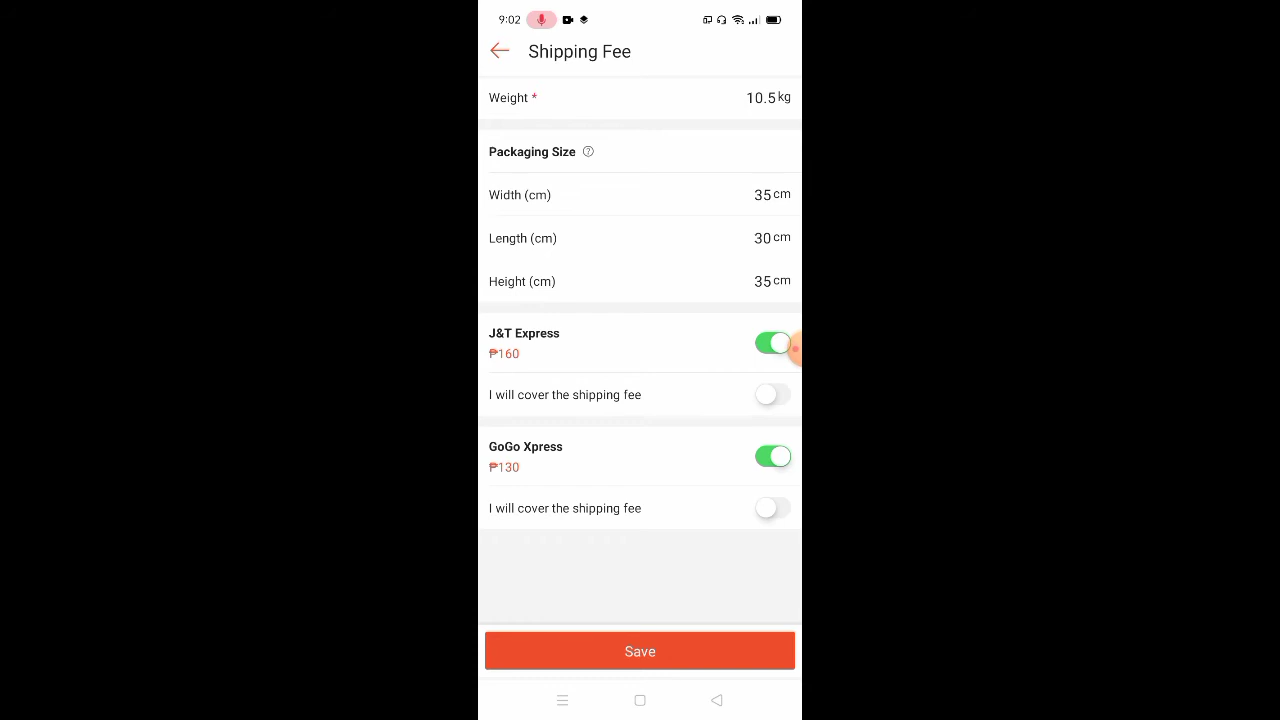 9:02
Shipping Fee
Weight * 10.5 kg
Packaging Size ?
Width (cm) 35 cm
Length (cm) 30 cm
Height (cm) 35 cm
J&T Express
₱160
I will cover the shipping fee
GoGo Xpress
₱130
I will cover the shipping fee
Save